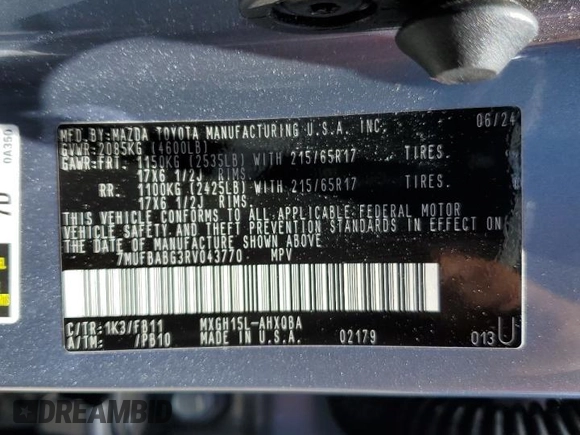 MFD.BY:MAZDA TOYOTA MANUFACTURING U.S.A. INC. 06/24
GVWR:2085KG (4600LB)
GAWR:FRT. 1150KG (2535LB) WITH 215/65R17 TIRES.
17X6 1/2J RIMS.
RR. 1100KG (2425LB) WITH 215/65R17 TIRES.
17X6 1/2J RIMS.
THIS VEHICLE CONFORMS TO ALL APPLICABLE FEDERAL MOTOR
VEHICLE SAFETY AND THEFT PREVENTION STANDARDS IN EFFECT ON
THE DATE OF MANUFACTURE SHOWN ABOVE.
7MUFBABG3RV043770 MPV
C/TR:1K3/FB11 MXGH15L-AHXQBA
A/TM: /PB10 MADE IN U.S.A. 02179 013 U
0A350
DREAMBID